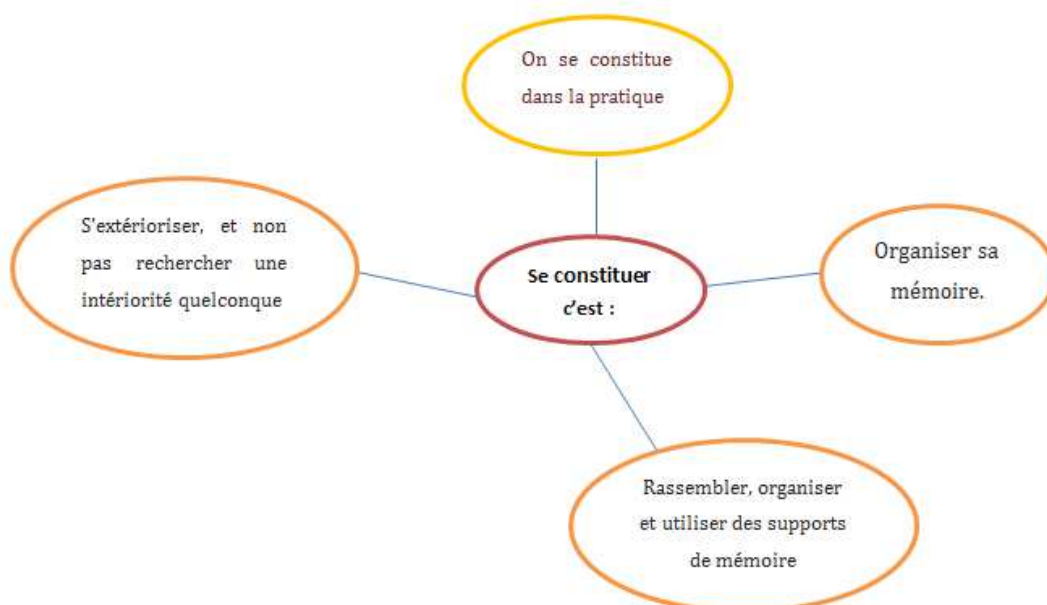 On se constitue
dans la pratique
S'extérioriser, et non
pas rechercher une
intériorité quelconque
Se constituer
c'est :
Organiser sa
mémoire.
Rassembler, organiser
et utiliser des supports
de mémoire